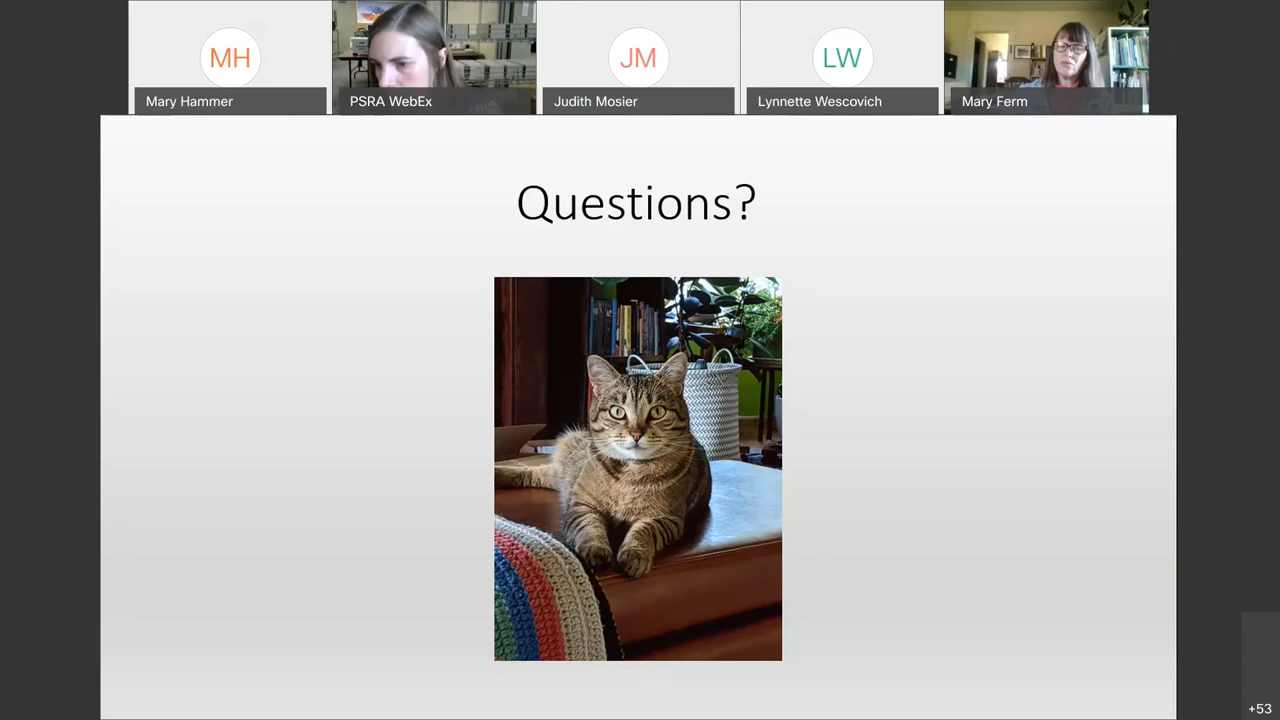 MH
JM
LW
Mary Hammer
PSRA WebEx
Judith Mosier
Lynnette Wescovich
Mary Ferm
Questions?
+53